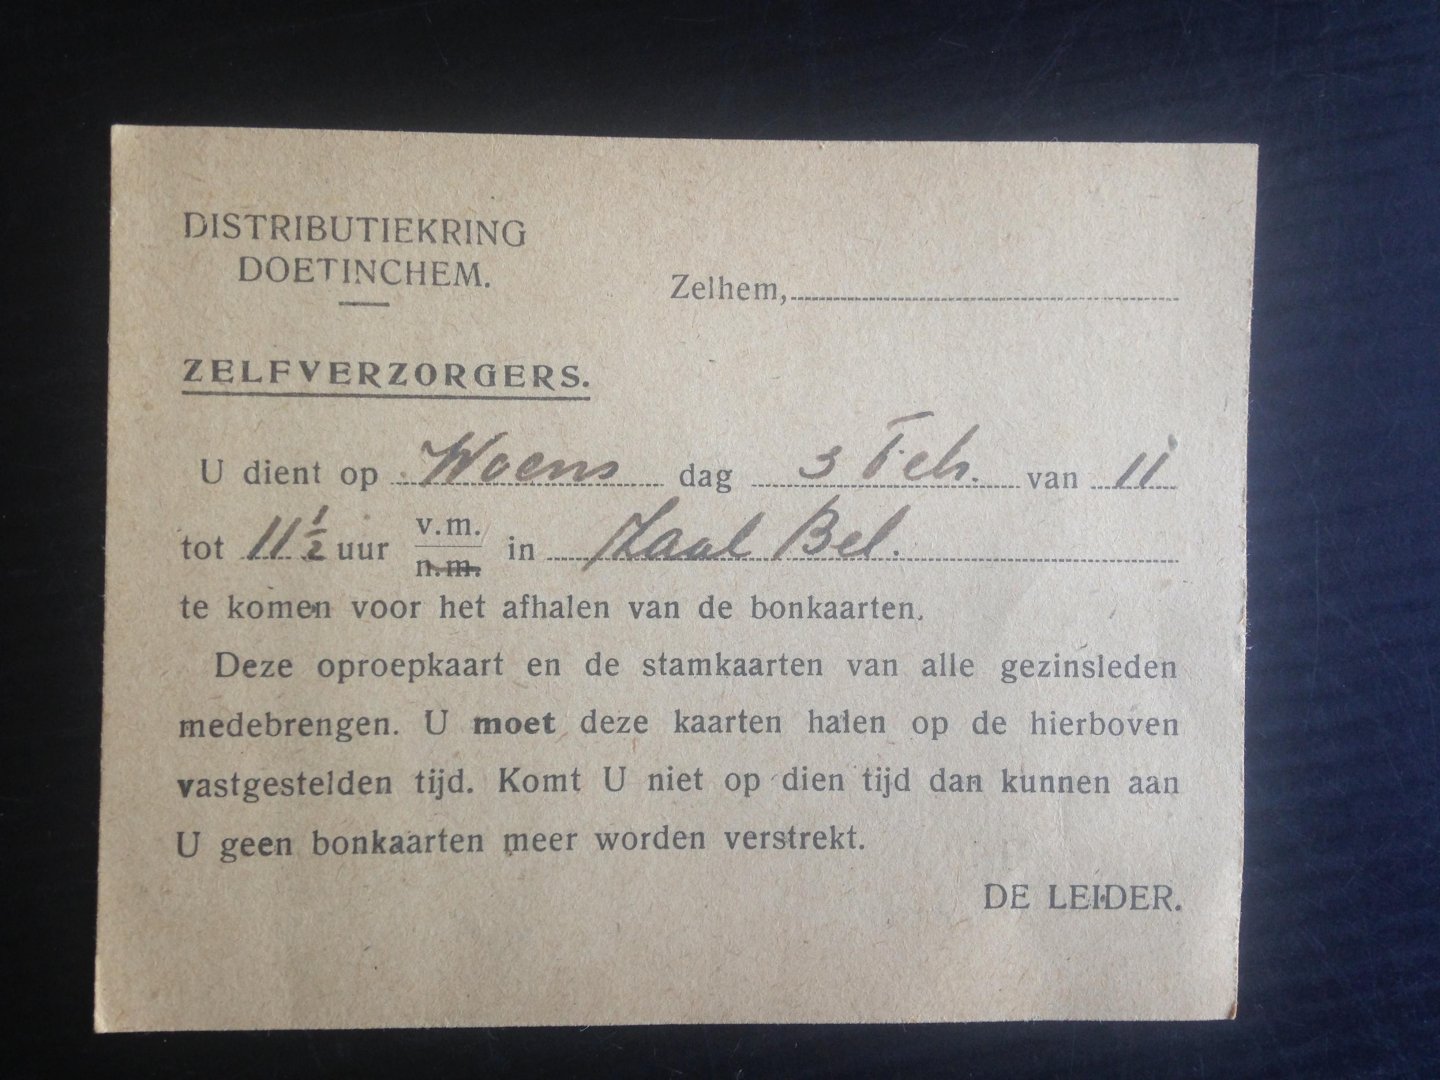 DISTRIBUTIEKRING
DOETINCHEM.
Zelhem,
ZELFVERZORGERS.
U dient op Woens dag 3 Feb. van 11
tot 11 1/2 uur v.m. n.m. in Zaal Bel.
te komen voor het afhalen van de bonkaarten.
Deze oproepkaart en de stamkaarten van alle gezinsleden
medebrengen. U moet deze kaarten halen op de hierboven
vastgestelden tijd. Komt U niet op dien tijd dan kunnen aan
U geen bonkaarten meer worden verstrekt.
DE LEIDER.